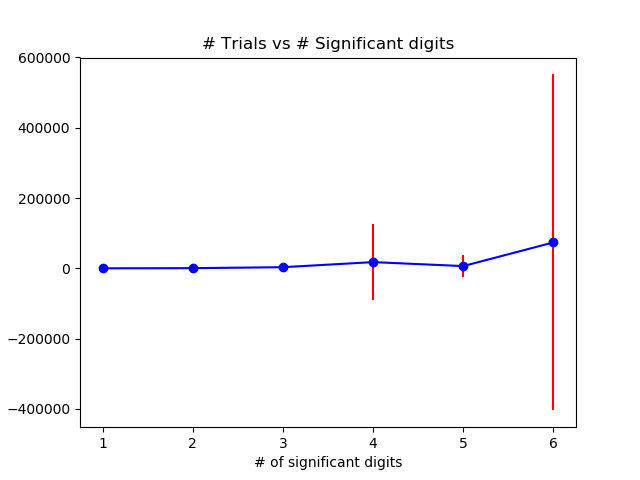 # Trials vs # Significant digits
600000
400000
200000
0
−200000
−400000
1 2 3 4 5 6
# of significant digits